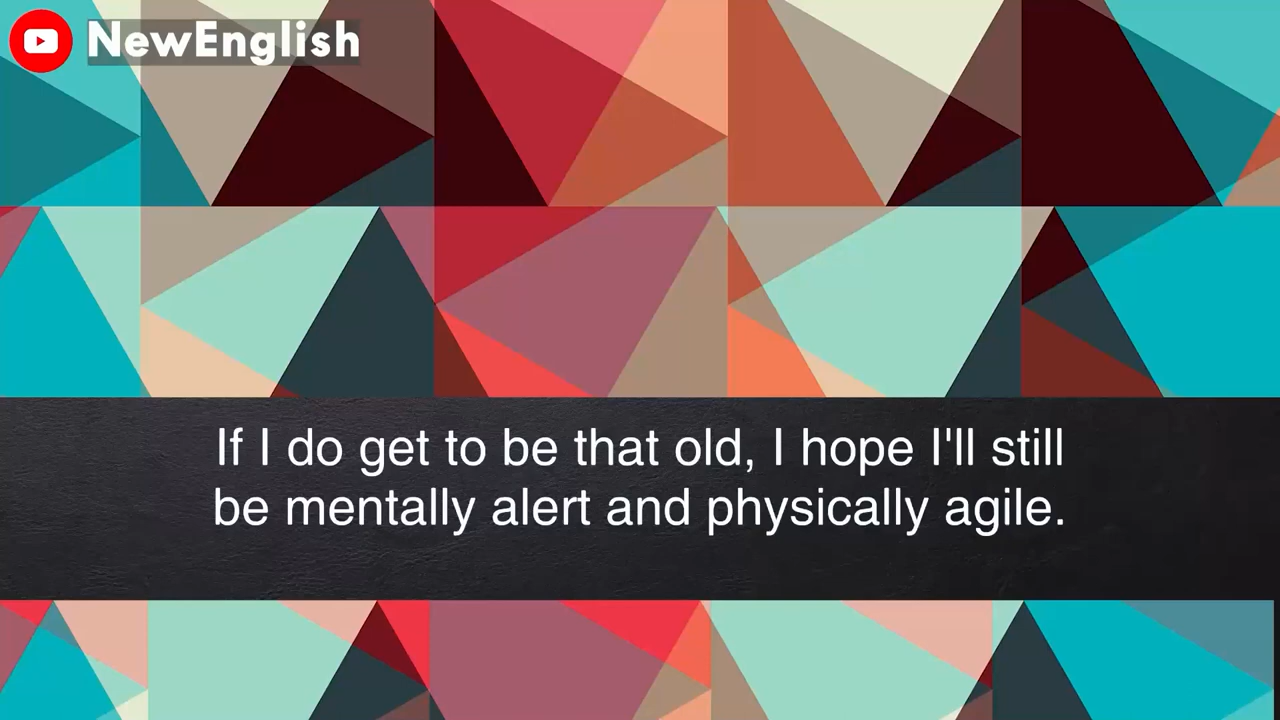 NewEnglish
If I do get to be that old, I hope I'll still
be mentally alert and physically agile.